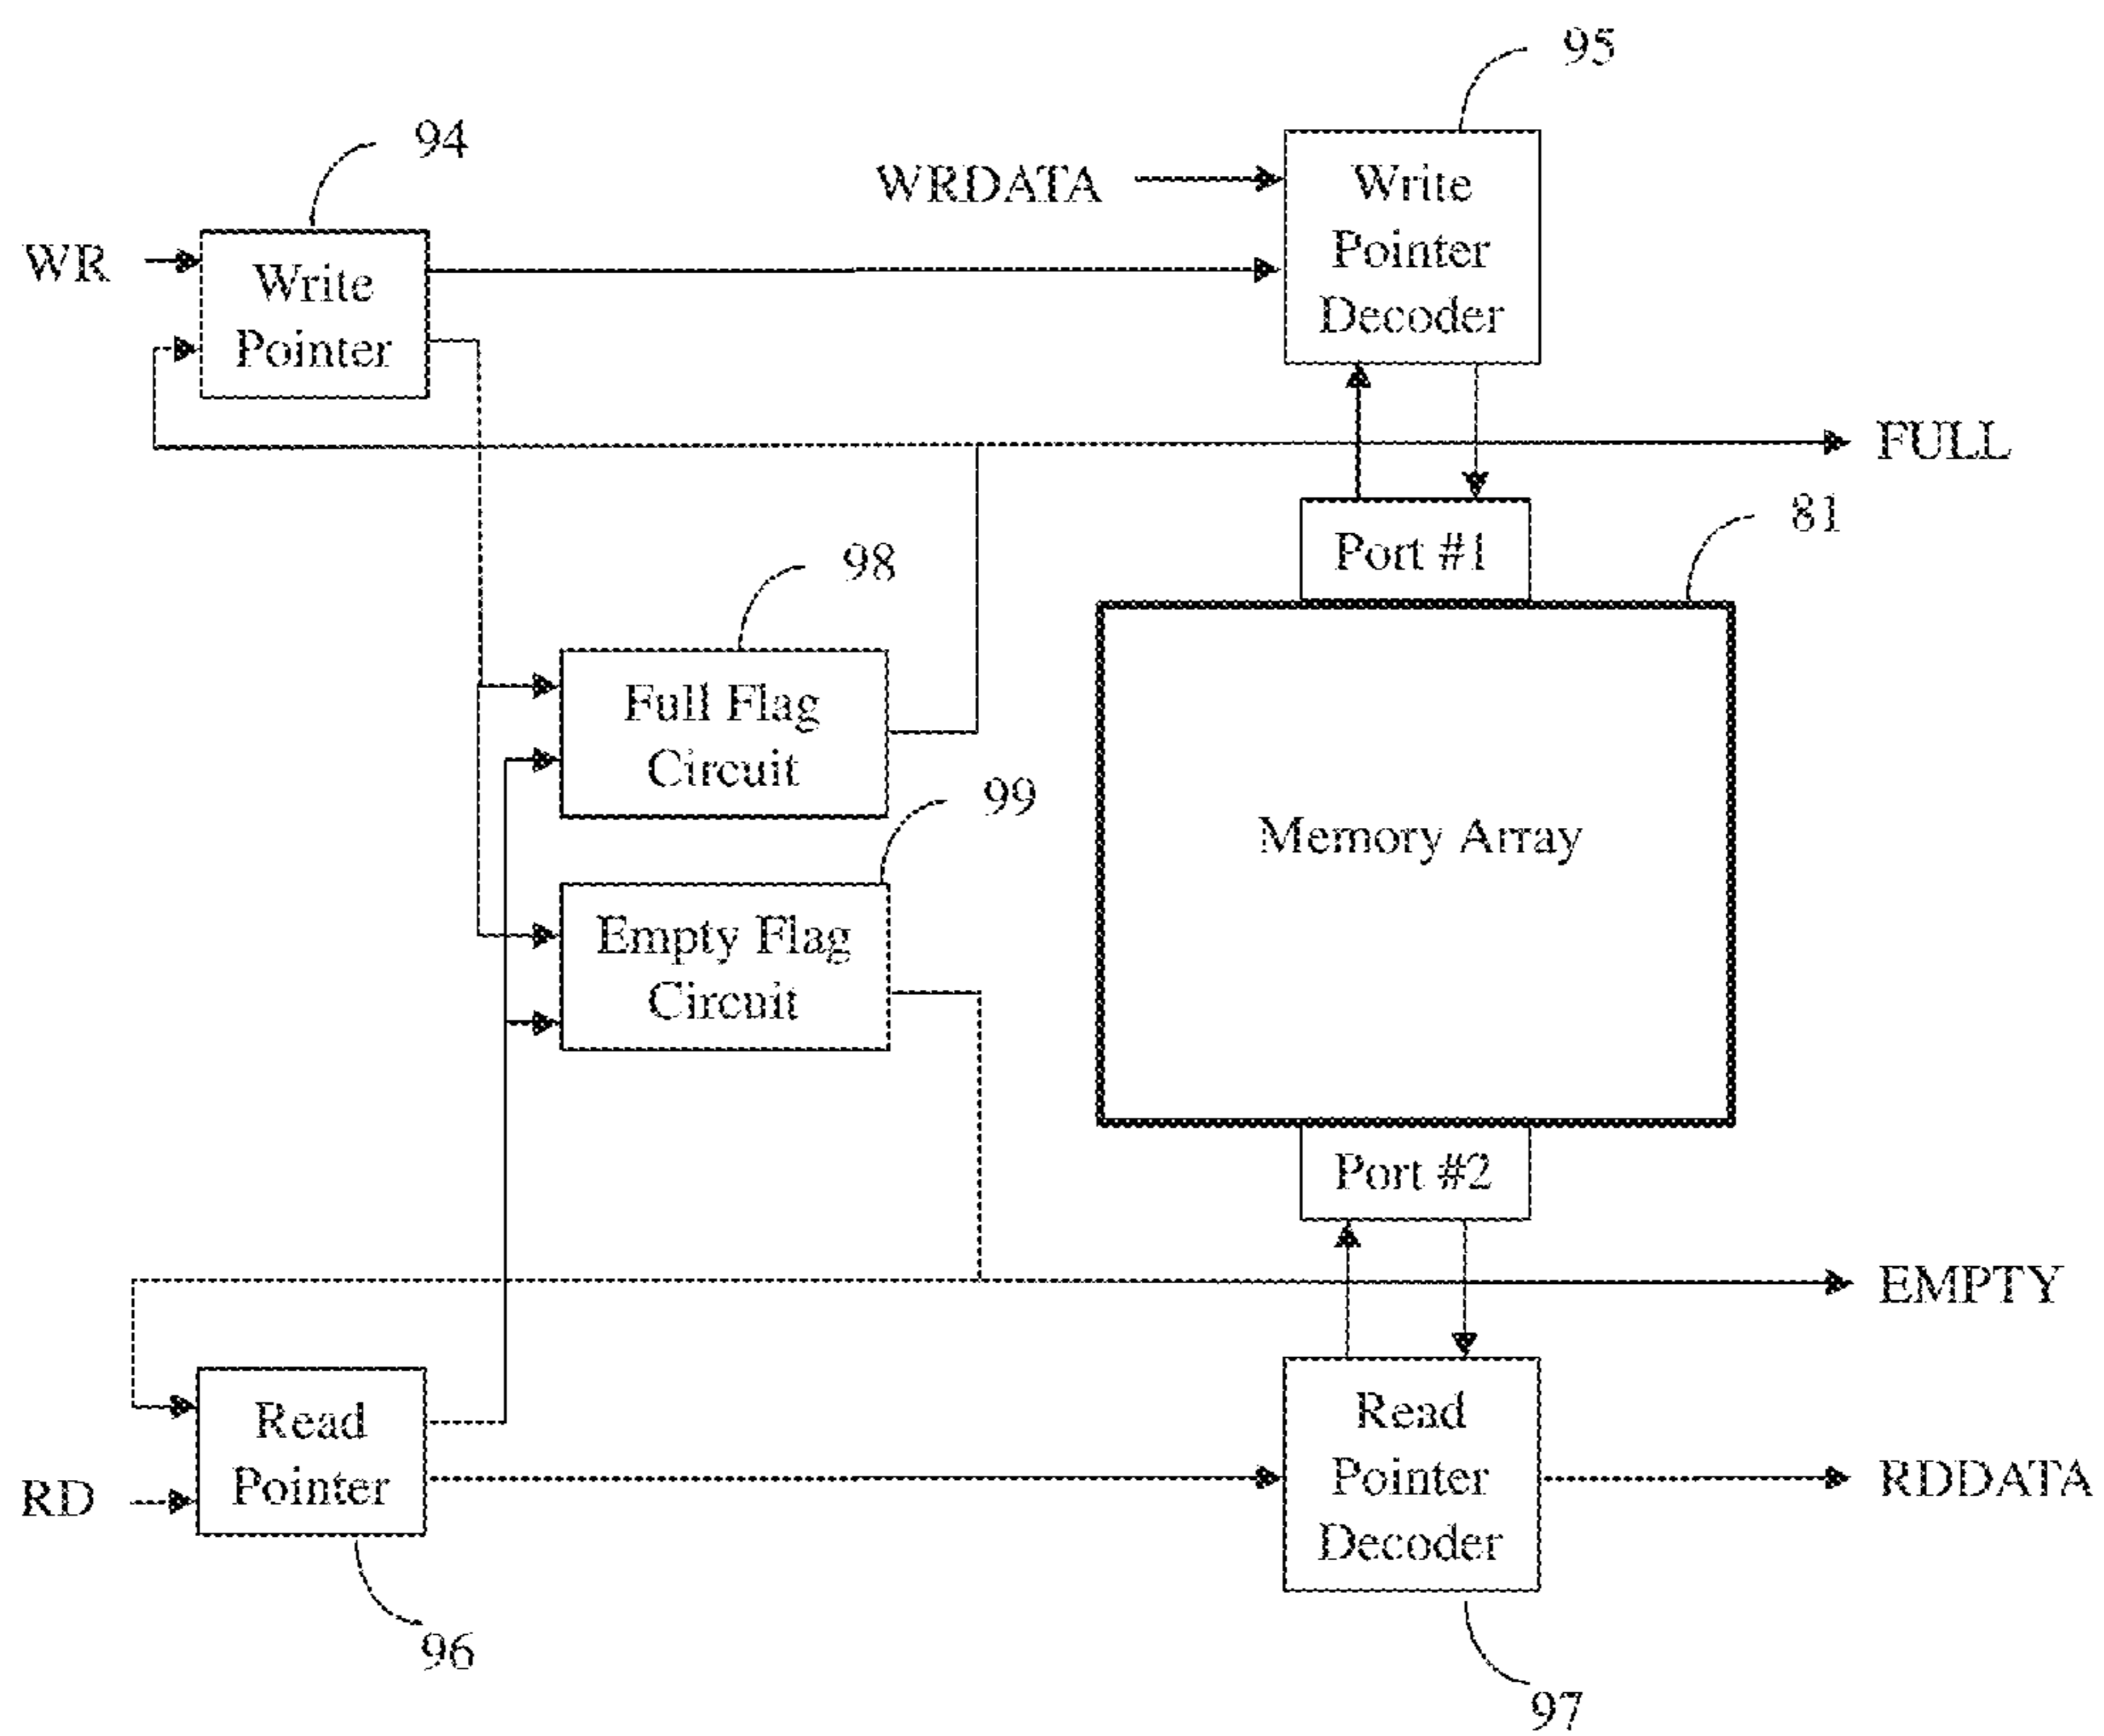 95
94
WRDATA
Write
Pointer
Decoder
WR
Write
Pointer
FULL
81
Port #1
98
Full Flag
Circuit
99
Memory Array
Empty Flag
Circuit
Port #2
EMPTY
Read
Pointer
RD
Read
Pointer
Decoder
RDDATA
96
97